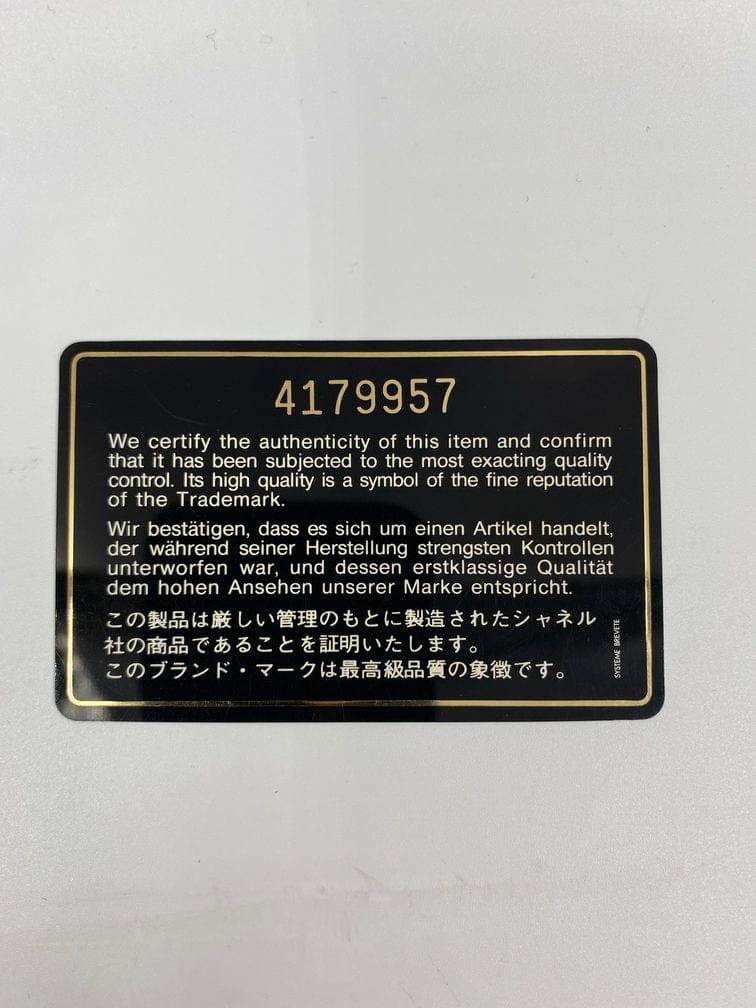 4179957
We certify the authenticity of this item and confirm
that it has been subjected to the most exacting quality
control. Its high quality is a symbol of the fine reputation
of the Trademark.
Wir bestätigen, dass es sich um einen Artikel handelt,
der während seiner Herstellung strengsten Kontrollen
unterworfen war, und dessen erstklassige Qualität
dem hohen Ansehen unserer Marke entspricht.
この製品は厳しい管理のもとに製造されたシャネル
社の商品であることを証明いたします。
このブランド・マークは最高級品質の象徴です。
SYSTEME BREVETE